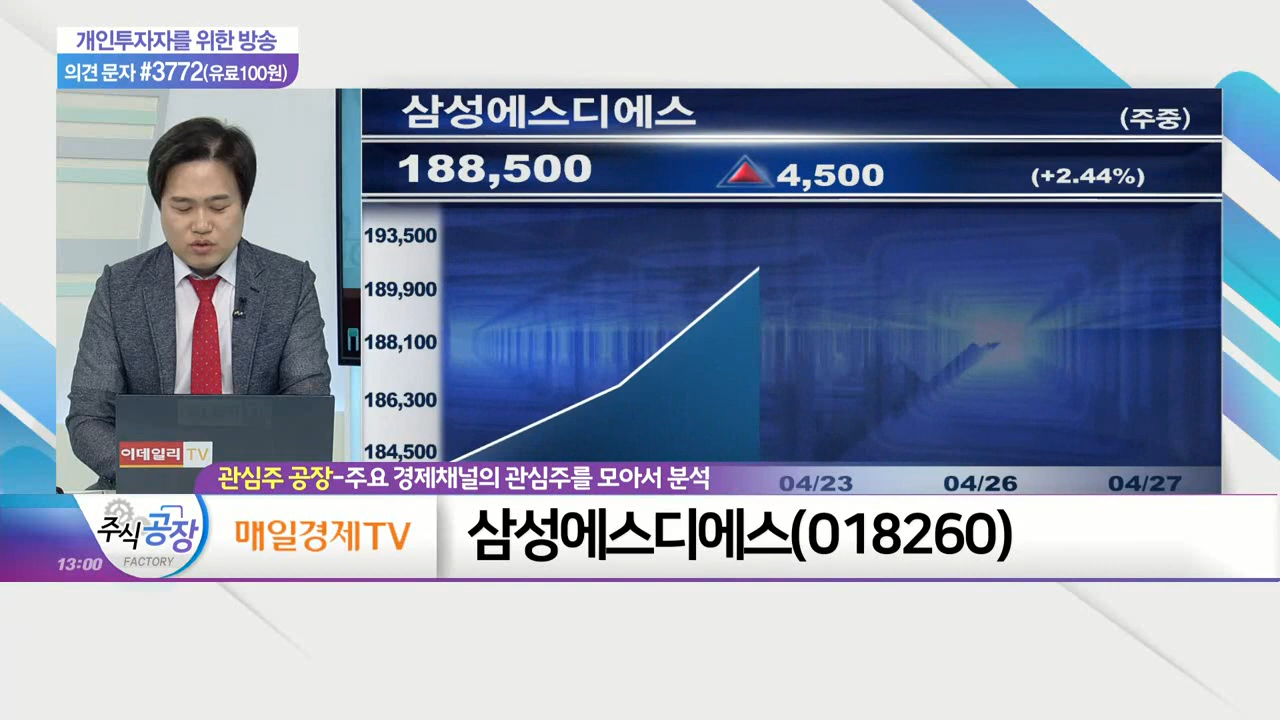 개인투자자를 위한 방송
의견 문자 #3772(유료100원)
삼성에스디에스
(주중)
188,500
4,500
(+2.44%)
193,500
189,900
188,100
186,300
184,500
04/23
04/26
04/27
이데일리 TV
관심주 공장-주요 경제채널의 관심주를 모아서 분석
주식공장
FACTORY
13:00
매일경제TV
삼성에스디에스(018260)